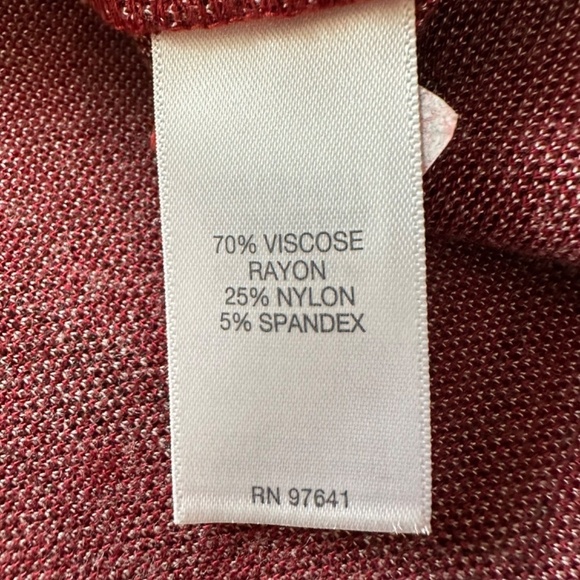 70% VISCOSE
RAYON
25% NYLON
5% SPANDEX
RN 97641